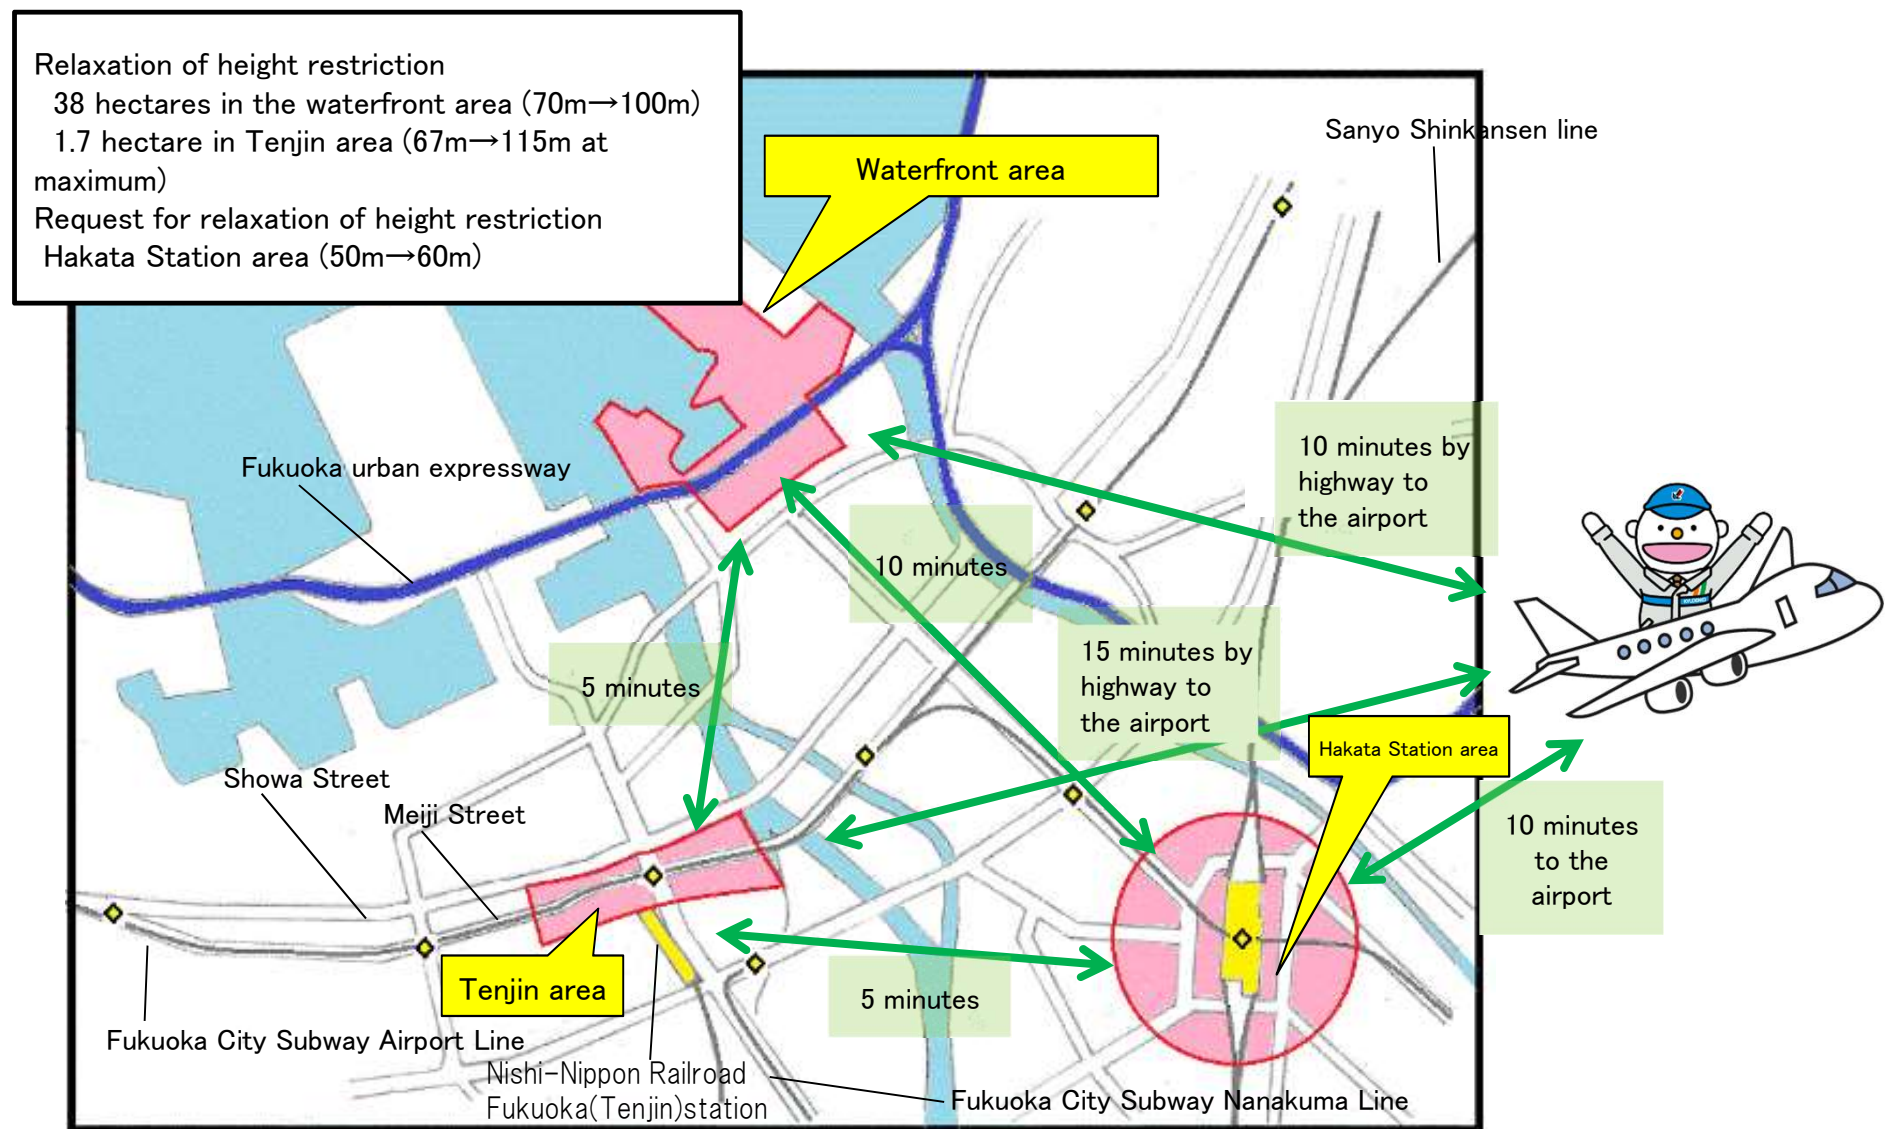 Relaxation of height restriction
38 hectares in the waterfront area (70m→100m)
1.7 hectare in Tenjin area (67m→115m at
maximum)
Request for relaxation of height restriction
Hakata Station area (50m→60m)
Sanyo Shinkansen line
Waterfront area
Fukuoka urban expressway
10 minutes by
highway to
the airport
10 minutes
5 minutes
15 minutes by
highway to
the airport
Hakata Station area
Showa Street
Meiji Street
10 minutes
to the
airport
Tenjin area
5 minutes
Fukuoka City Subway Airport Line
Nishi-Nippon Railroad
Fukuoka(Tenjin)station
Fukuoka City Subway Nanakuma Line